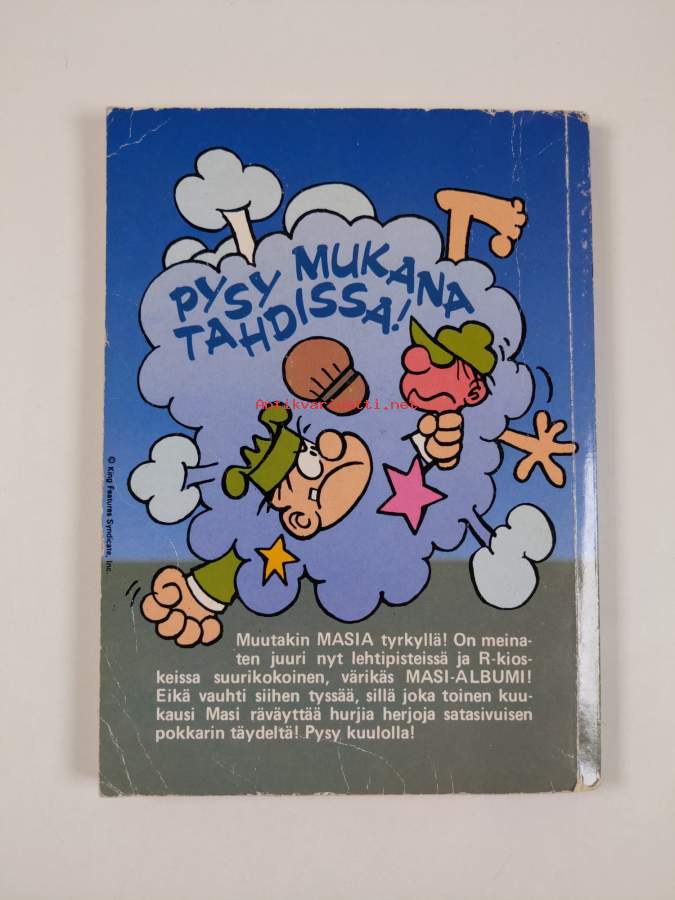 PYSY MUKANA
TAHDISSA!
Antikvariaatti.net
© King Features Syndicate, Inc.
Muutakin MASIA tyrkyllä! On meina-
ten juuri nyt lehtipisteissä ja R-kios-
keissa suurikokoinen, värikäs MASI-ALBUMI!
Eikä vauhti siihen tyssää, sillä joka toinen kuu-
kausi Masi räväyttää hurjia herjoja satasivuisen
pokkarin täydeltä! Pysy kuulolla!